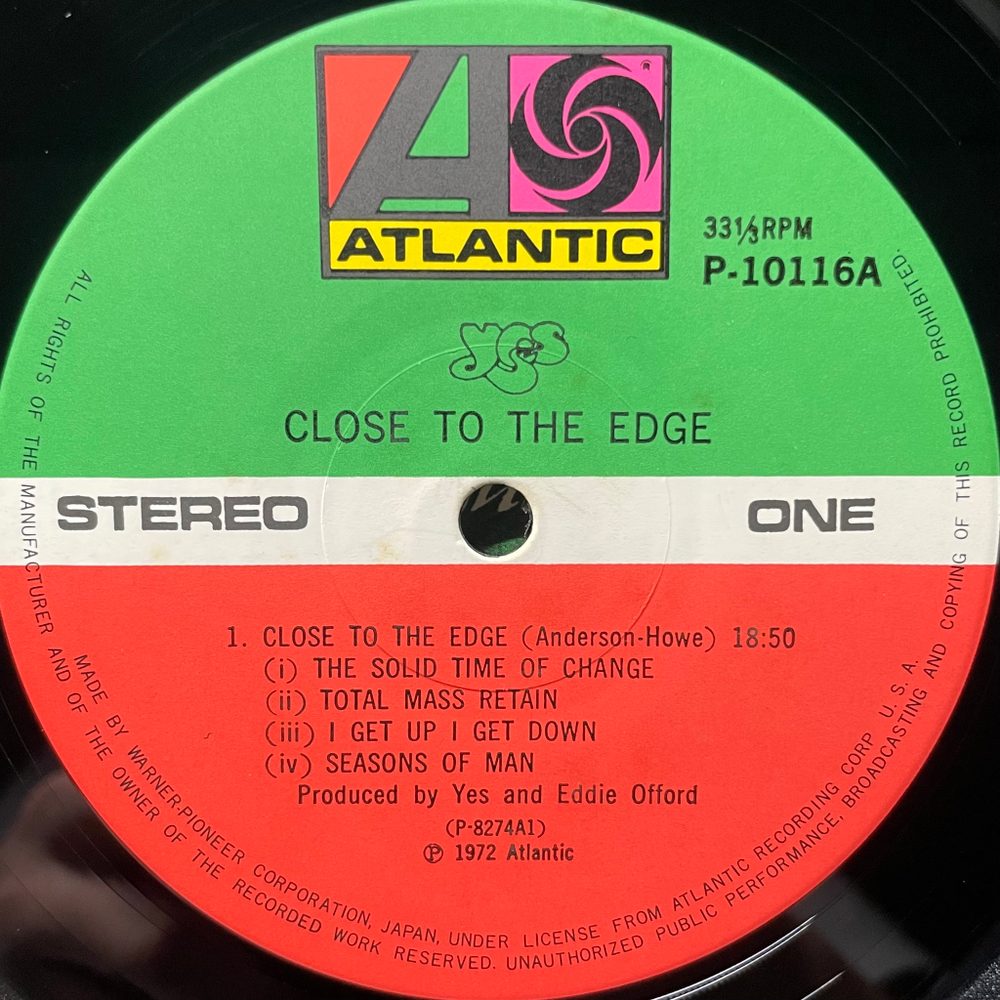 A
ATLANTIC
33⅓RPM
P-10116A
yes
CLOSE TO THE EDGE
STEREO
ONE
1. CLOSE TO THE EDGE (Anderson-Howe) 18:50
(i) THE SOLID TIME OF CHANGE
(ii) TOTAL MASS RETAIN
(iii) I GET UP I GET DOWN
(iv) SEASONS OF MAN
Produced by Yes and Eddie Offord
(P-8274A1)
℗ 1972 Atlantic
MADE BY WARNER-PIONEER CORPORATION, JAPAN, UNDER LICENSE FROM ATLANTIC RECORDING CORP U. S. A.
ALL RIGHTS OF THE MANUFACTURER AND OF THE OWNER OF THE RECORDED WORK RESERVED. UNAUTHORIZED PUBLIC PERFORMANCE, BROADCASTING AND COPYING OF THIS RECORD PROHIBITED.